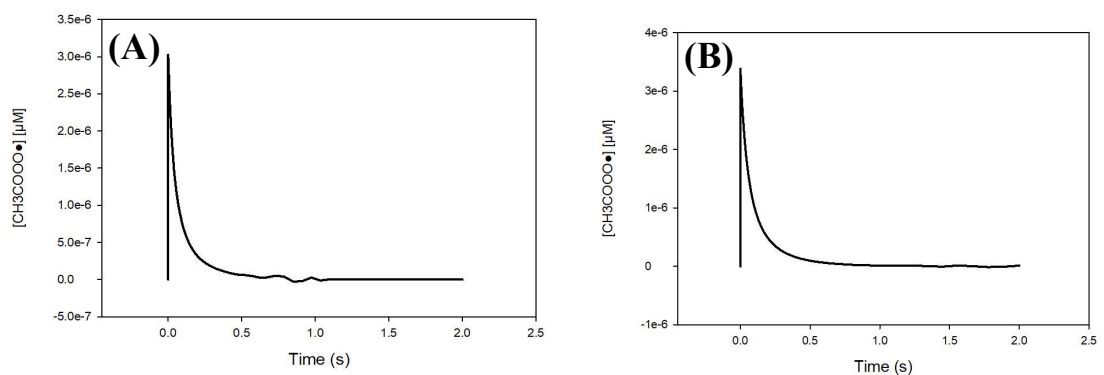 (A)
3.5e-6
3.0e-6
2.5e-6
2.0e-6
1.5e-6
1.0e-6
5.0e-7
0.0
-5.0e-7
[CH3COOO●] [µM]
0.0 0.5 1.0 1.5 2.0 2.5
Time (s)
(B)
4e-6
3e-6
2e-6
1e-6
0
-1e-6
[CH3COOO●] [µM]
0.0 0.5 1.0 1.5 2.0 2.5
Time (s)